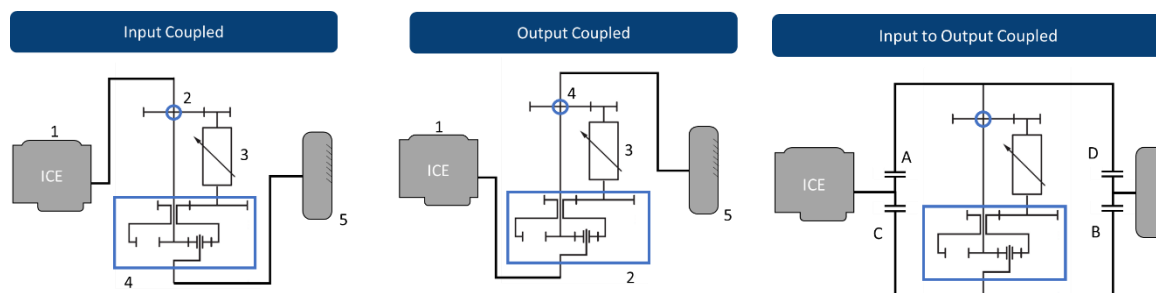 Input Coupled
Output Coupled
Input to Output Coupled
1
ICE
2
3
4
5
1
ICE
4
3
5
2
ICE
A
C
D
B